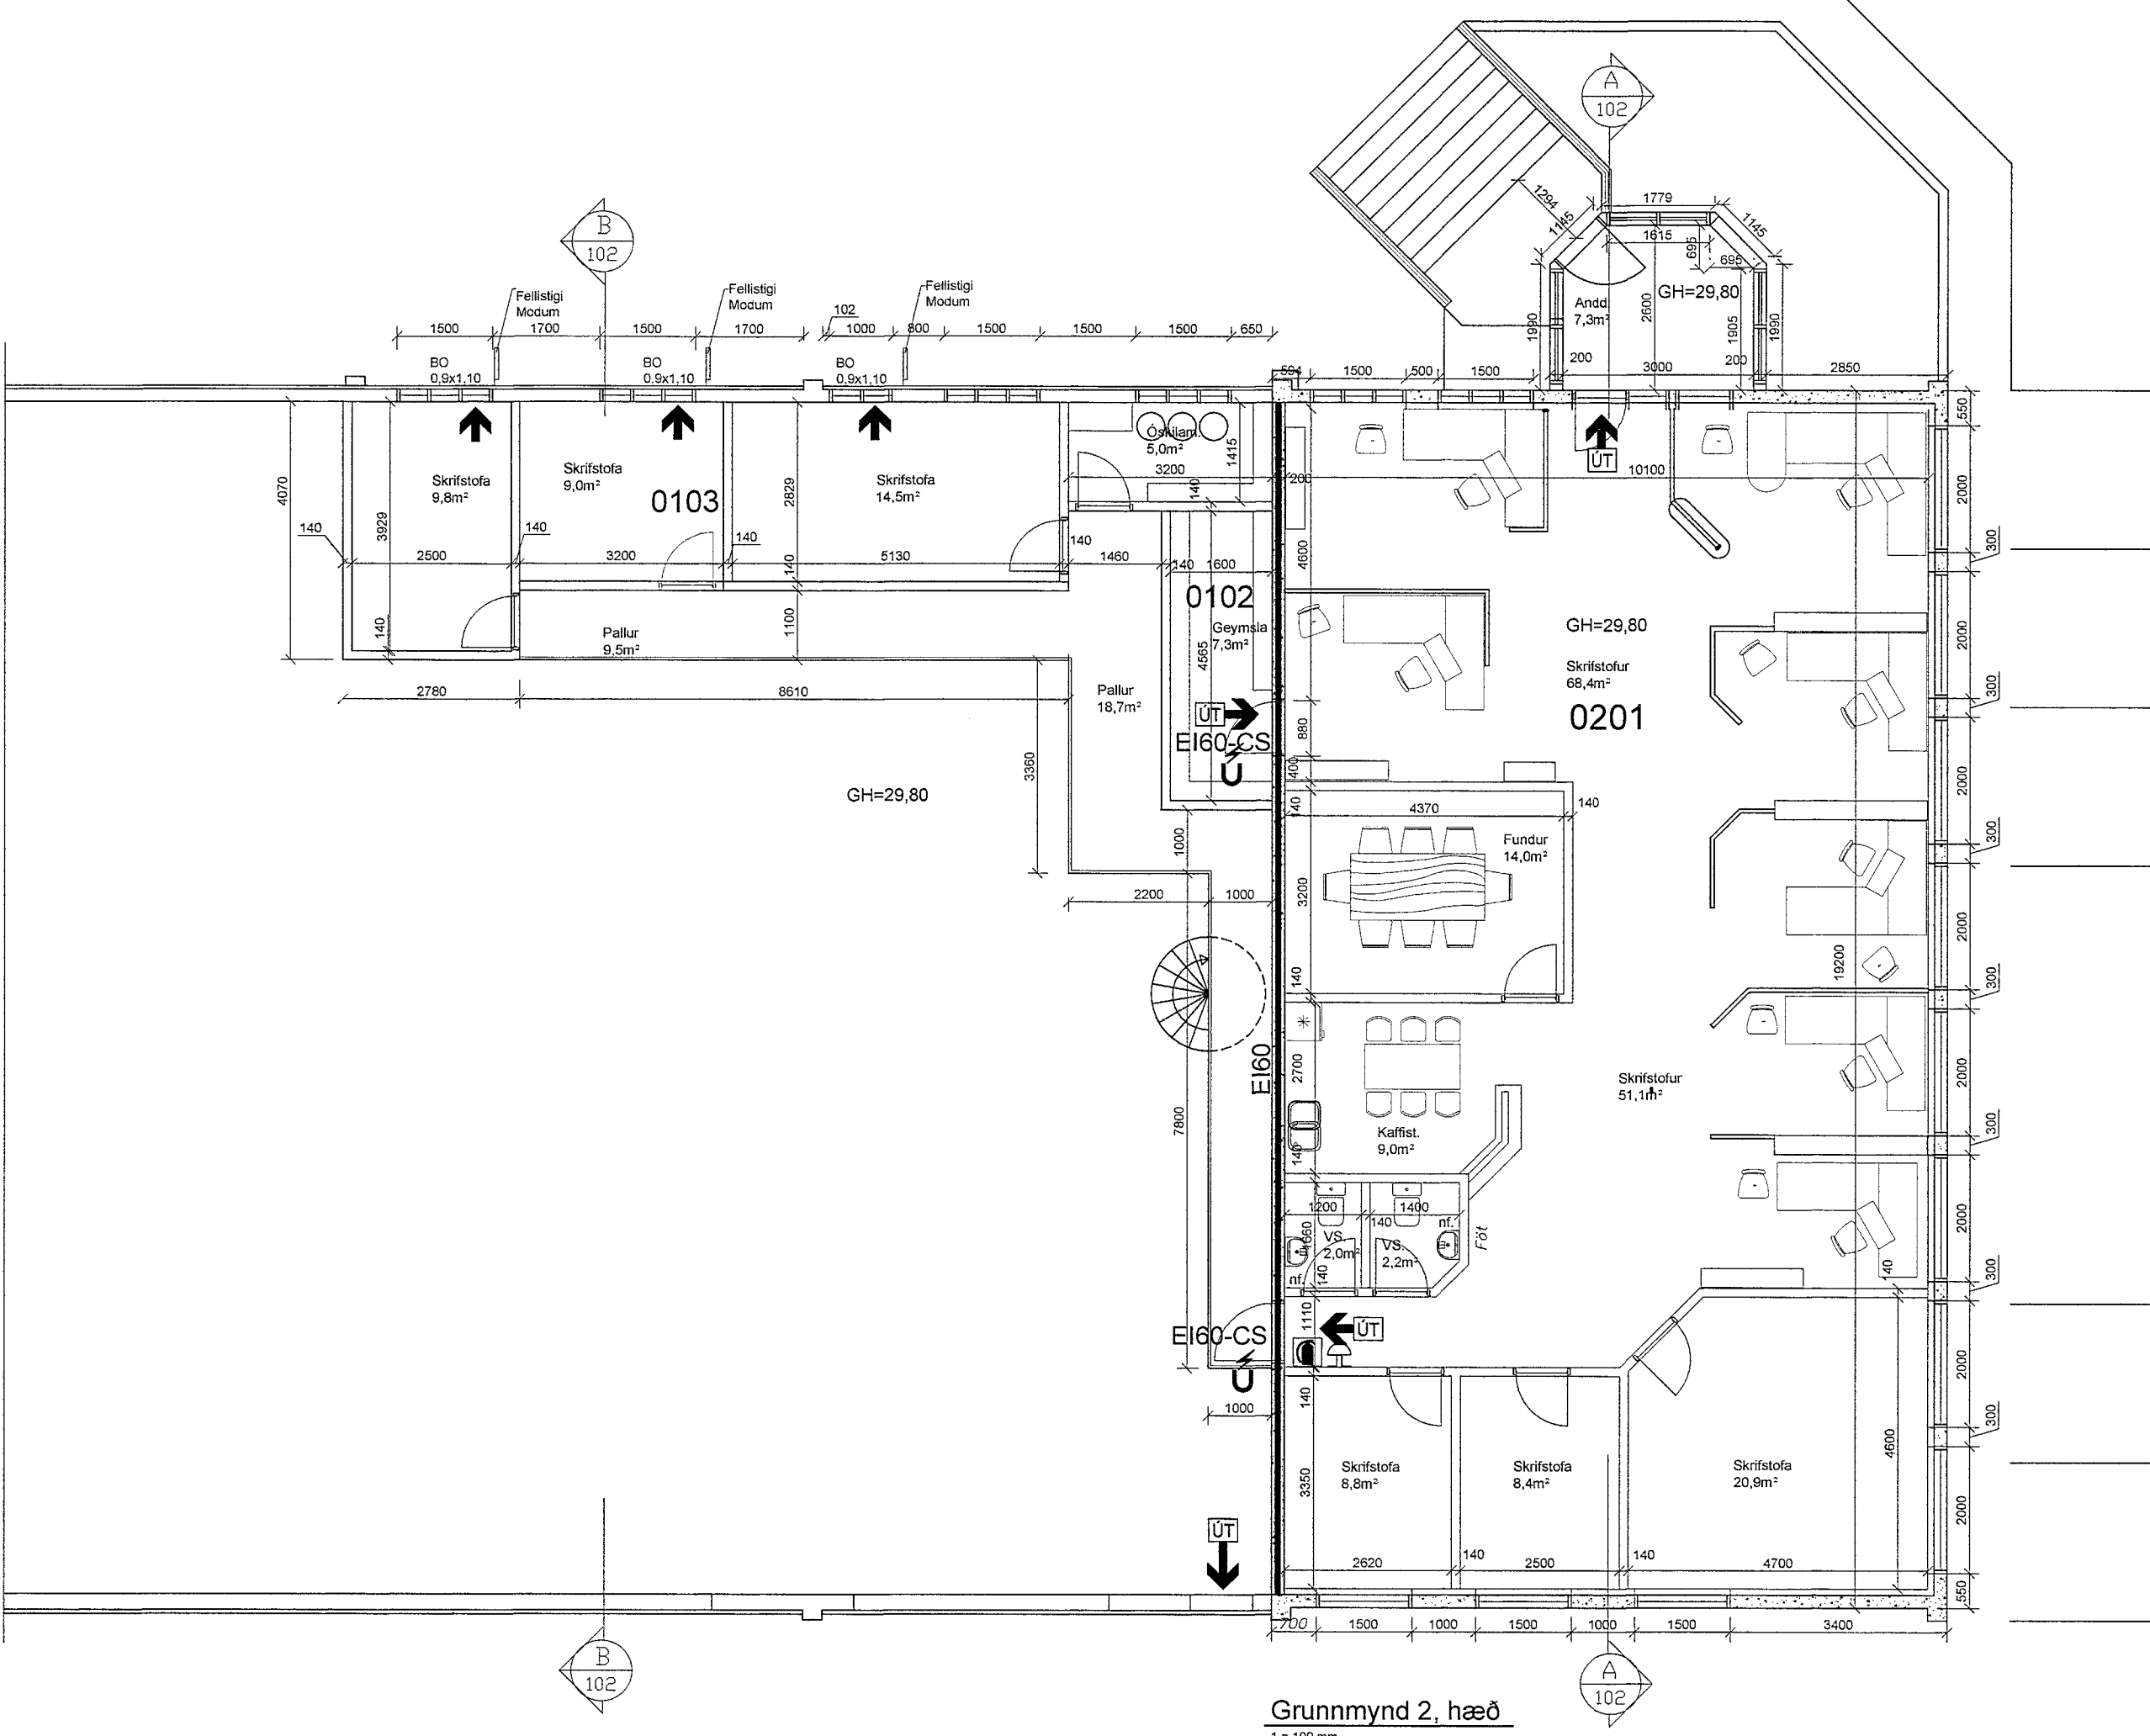 A
102
B
102
Fellistigi
Modum
Fellistigi
Modum
Fellistigi
Modum
1500
1700
1500
1700
102
1000
800
1500
1500
1500
650
BO
0,9x1,10
BO
0,9x1,10
BO
0,9x1,10
1294
1145
1779
1145
1615
695
695
GH=29,80
Andd.
7,3m²
2600
1905
1990
1990
200
3000
200
2850
594
1500
500
1500
550
Skrifstofa
9,8m²
Skrifstofa
9,0m²
0103
Skrifstofa
14,5m²
Óskilam.
5,0m²
3200
1415
140
200
ÚT
10100
4070
3929
2829
140
140
140
140
2500
3200
5130
1460
140
1600
140
140
1100
4600
0102
Geymsla
7,3m²
4565
Pallur
9,5m²
Pallur
18,7m²
2780
8610
3360
GH=29,80
ÚT
EI60-CS
880
400
140
GH=29,80
Skrifstofur
68,4m²
0201
4370
140
Fundur
14,0m²
3200
140
1000
2200
1000
EI60
2700
7800
140
Kaffist.
9,0m²
Skrifstofur
51,1m²
19200
1200
140
1400
nf.
VS.
2,0m²
VS.
2,2m²
1660
140
nf.
Föt
140
EI60-CS
1110
ÚT
1000
140
3350
4600
Skrifstofa
8,8m²
Skrifstofa
8,4m²
Skrifstofa
20,9m²
ÚT
2620
140
2500
140
4700
2000
300
2000
300
2000
300
2000
300
2000
300
2000
300
2000
300
2000
550
700
1500
1000
1500
1000
1500
3400
B
102
A
102
Grunnmynd 2, hæð